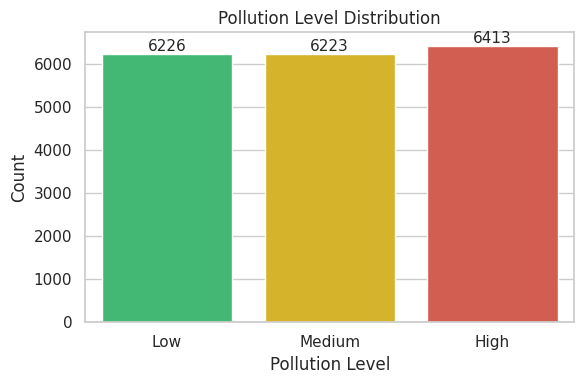 Pollution Level Distribution
6226
6223
6413
6000
5000
4000
3000
2000
1000
0
Count
Low
Medium
High
Pollution Level